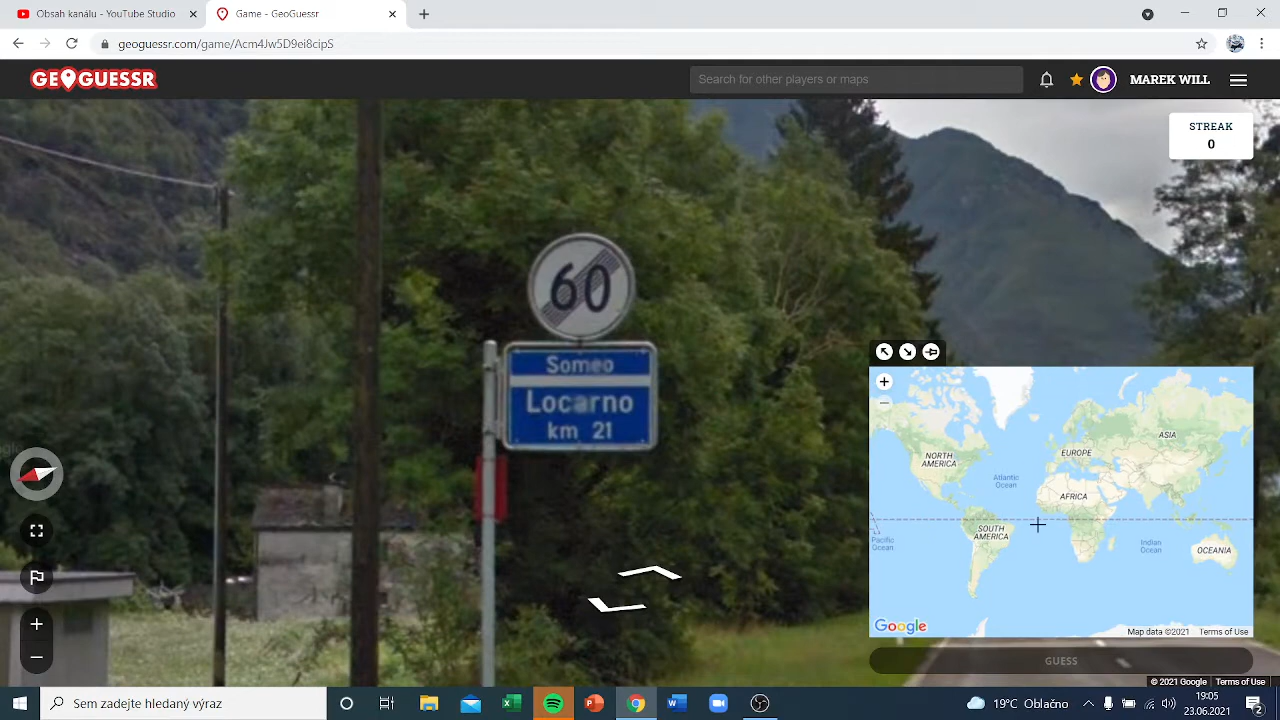 Obsah kanálu - YouTube Studio
Game - GeoGuessr
geoguessr.com/game/Acm4JwSD9ei8cipS
GEOGUESSR
Search for other players or maps
MAREK WILL
STREAK
0
60
Someo
Locarno
km 21
NORTH AMERICA
EUROPE
ASIA
Atlantic Ocean
AFRICA
SOUTH AMERICA
Pacific Ocean
Indian Ocean
OCEANIA
Google
Map data ©2021
Terms of Use
GUESS
© 2021 Google
Terms of Use
Sem zadejte hledaný výraz
19°C Oblačno
19:05
23.06.2021
2